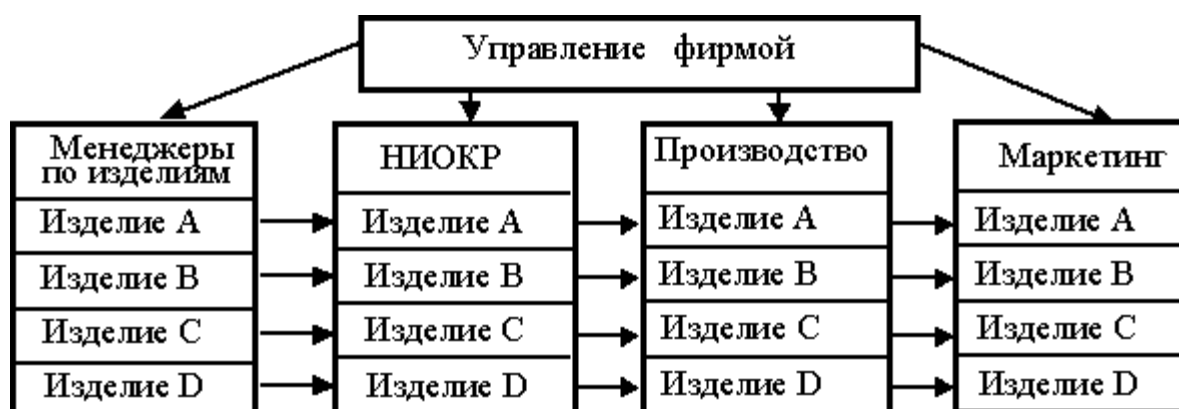 Управление фирмой
Менеджеры
по изделиям
Изделие A
Изделие B
Изделие C
Изделие D
НИОКР
Изделие A
Изделие B
Изделие C
Изделие D
Производство
Изделие A
Изделие B
Изделие C
Изделие D
Маркетинг
Изделие A
Изделие B
Изделие C
Изделие D